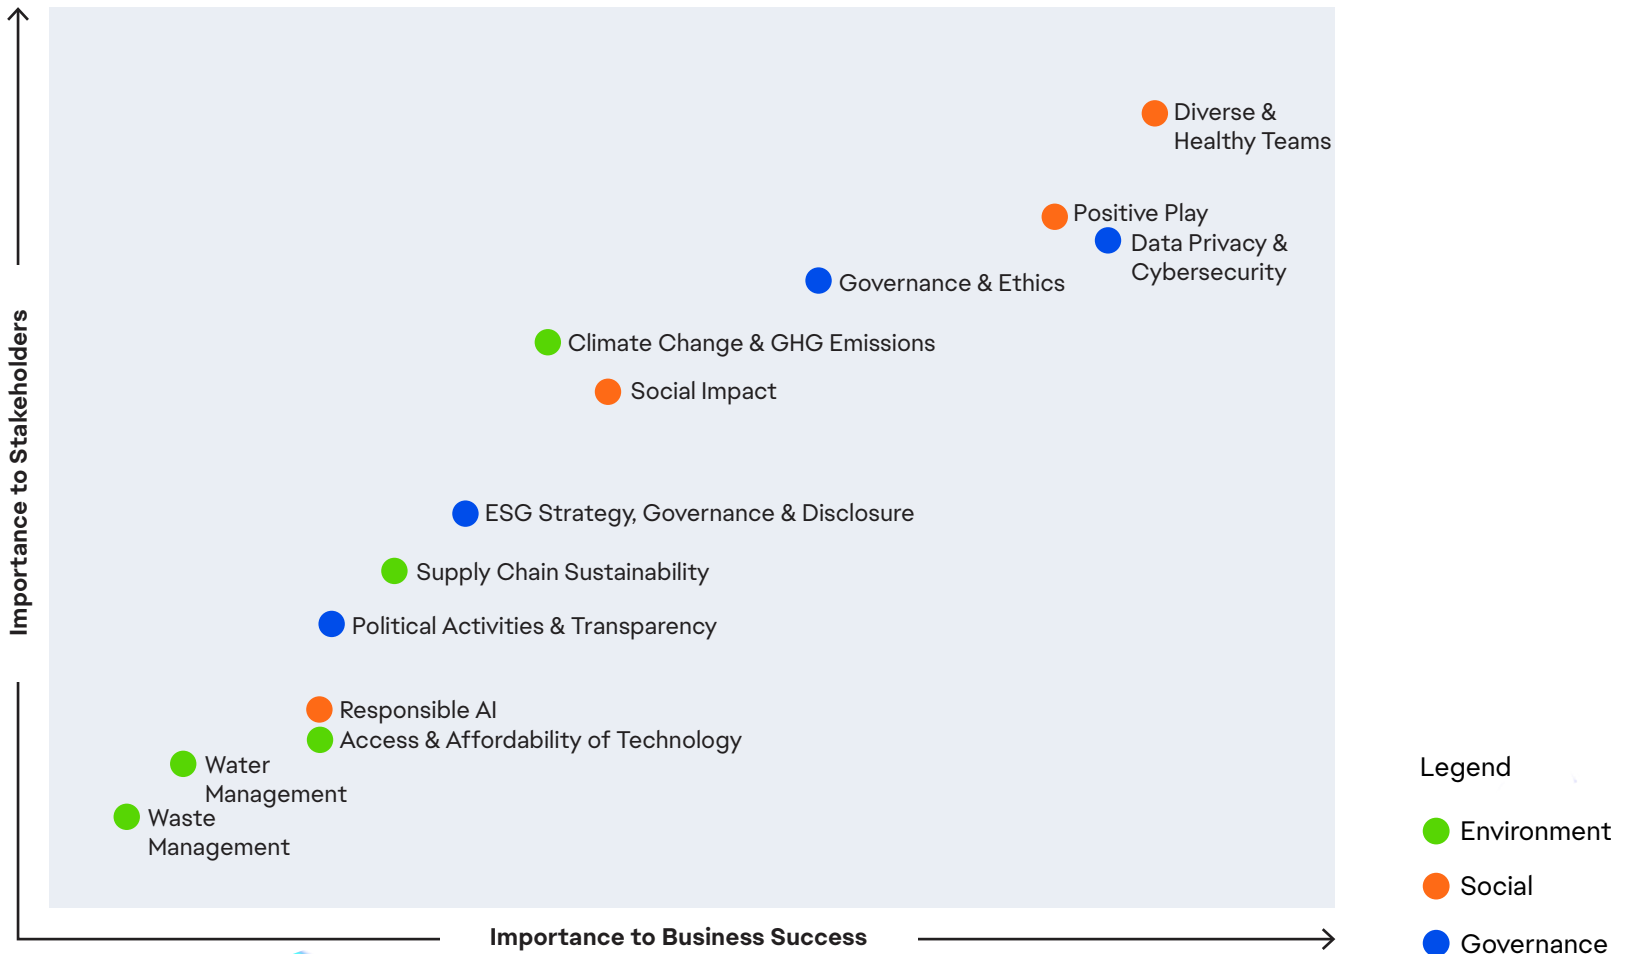 Diverse &
Healthy Teams
Positive Play
Data Privacy &
Cybersecurity
Governance & Ethics
Climate Change & GHG Emissions
Social Impact
ESG Strategy, Governance & Disclosure
Supply Chain Sustainability
Political Activities & Transparency
Responsible AI
Access & Affordability of Technology
Water
Management
Waste
Management
Importance to Stakeholders
Importance to Business Success
Legend
Environment
Social
Governance